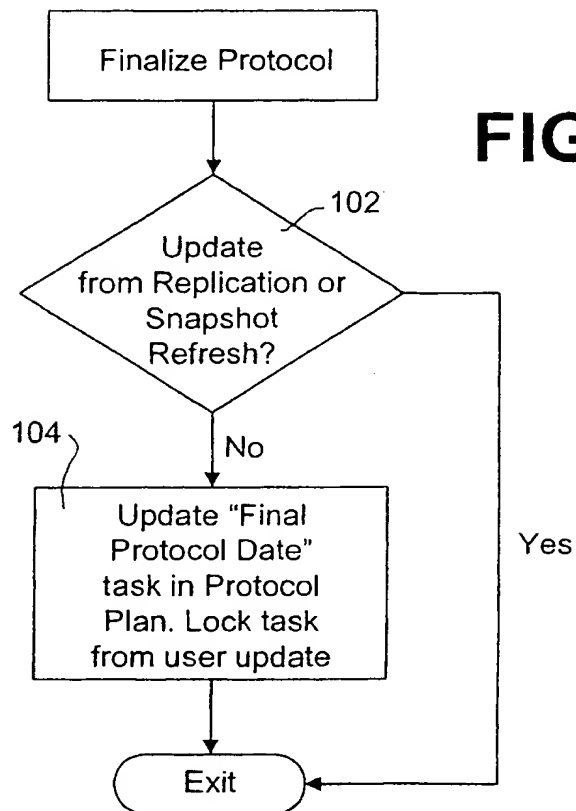 Finalize Protocol
FIG
102
Update
from Replication or
Snapshot
Refresh?
104
No
Update “Final
Protocol Date”
task in Protocol
Plan. Lock task
from user update
Yes
Exit